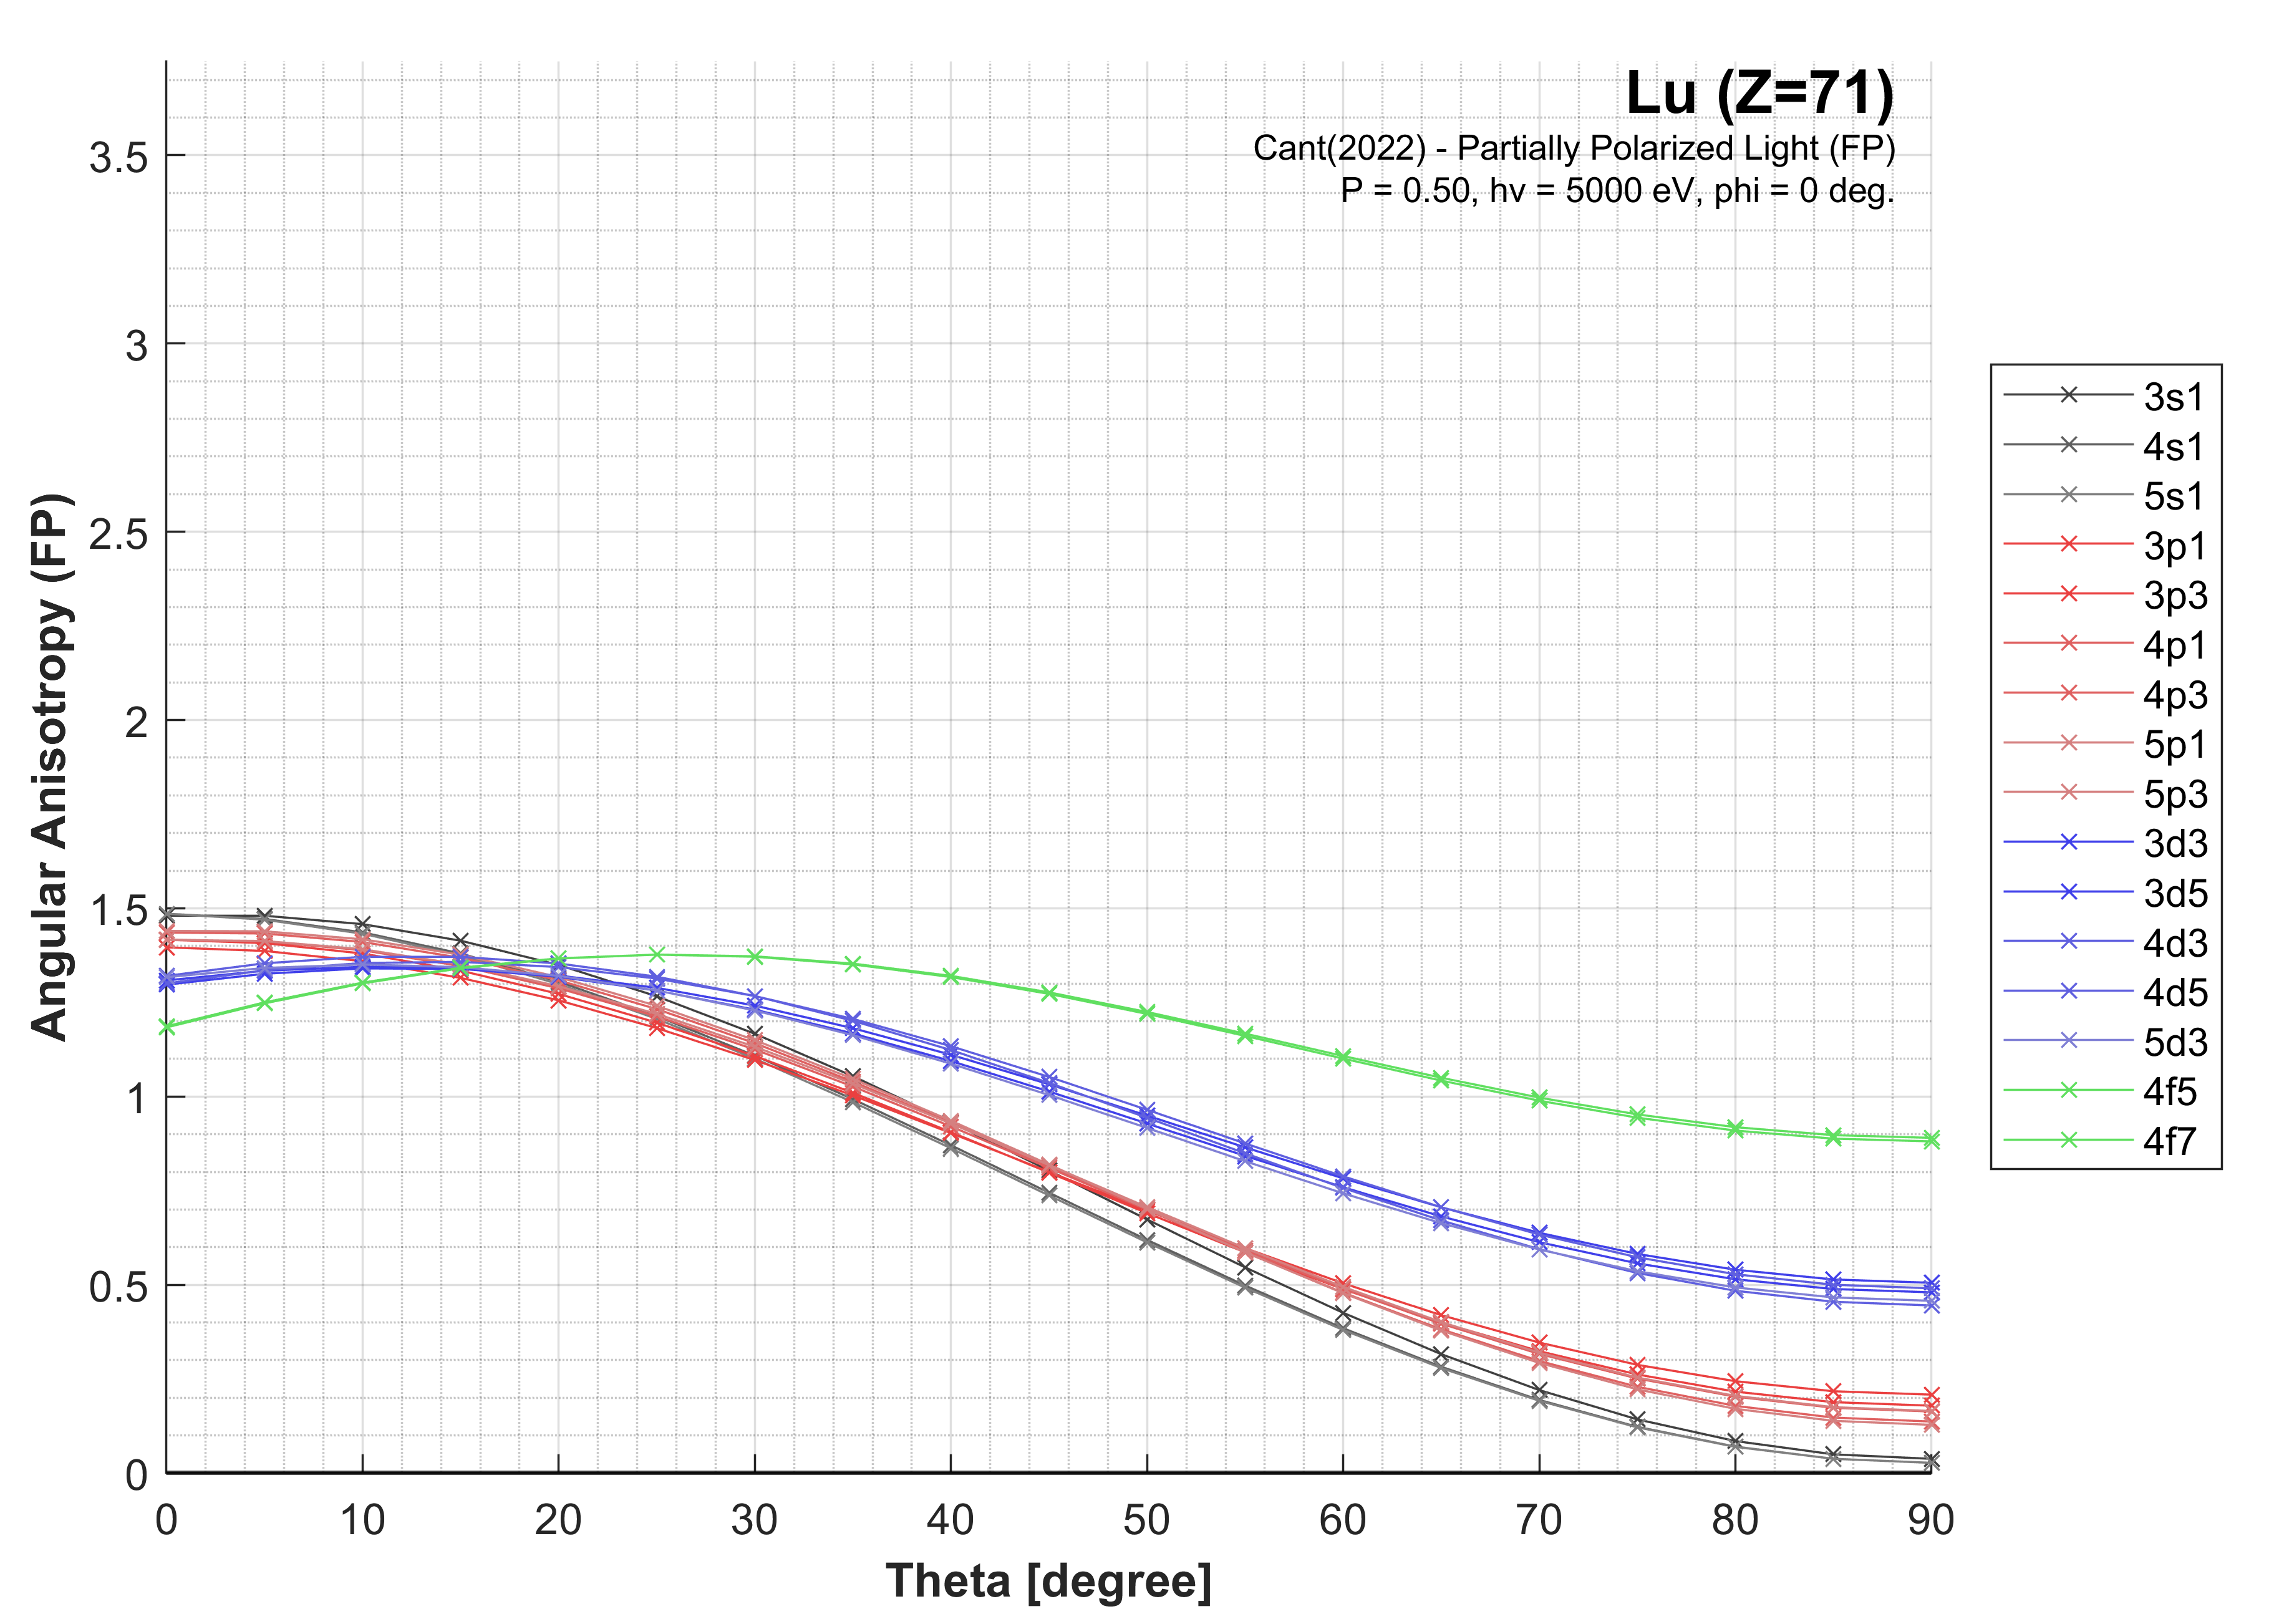 Lu (Z=71)
Cant(2022) - Partially Polarized Light (FP)
P = 0.50, hv = 5000 eV, phi = 0 deg.
Angular Anisotropy (FP)
3.5
3
2.5
2
1.5
1
0.5
0
0 10 20 30 40 50 60 70 80 90
Theta [degree]
3s1
4s1
5s1
3p1
3p3
4p1
4p3
5p1
5p3
3d3
3d5
4d3
4d5
5d3
4f5
4f7